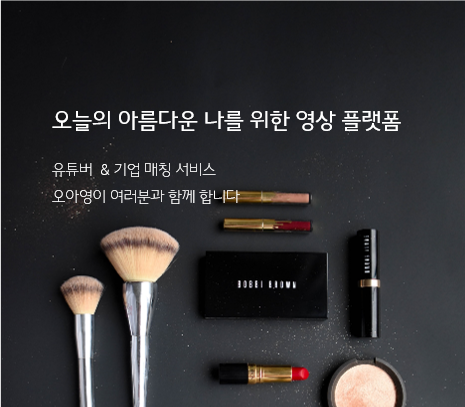 오늘의 아름다운 나를 위한 영상 플랫폼
유튜버 & 기업 매칭 서비스
오아영이 여러분과 함께 합니다
BOBBI BROWN